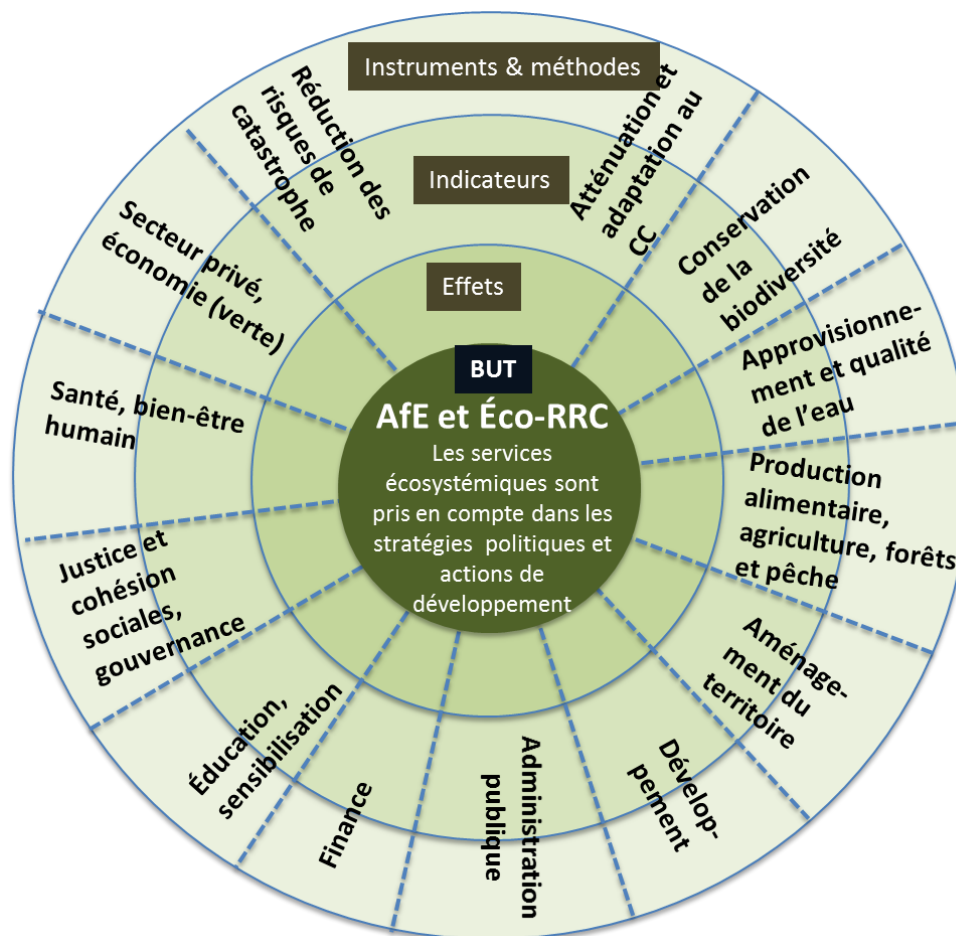 Instruments & méthodes
Indicateurs
Effets
BUT
AfE et Éco-RRC
Les services
écosystémiques sont
pris en compte dans les
stratégies politiques et
actions de
développement
Réduction des
risques de
catastrophe
Atténuation et
adaptation au
CC
Conservation
de la
biodiversité
Approvisionne-
ment et qualité
de l'eau
Production
alimentaire,
agriculture, forêts
et pêche
Aménage-
ment du
territoire
Dévelop-
pement
Administration
publique
Finance
Éducation,
sensibilisation
Justice et
cohésion
sociales,
gouvernance
Santé, bien-être
humain
Secteur privé,
économie (verte)